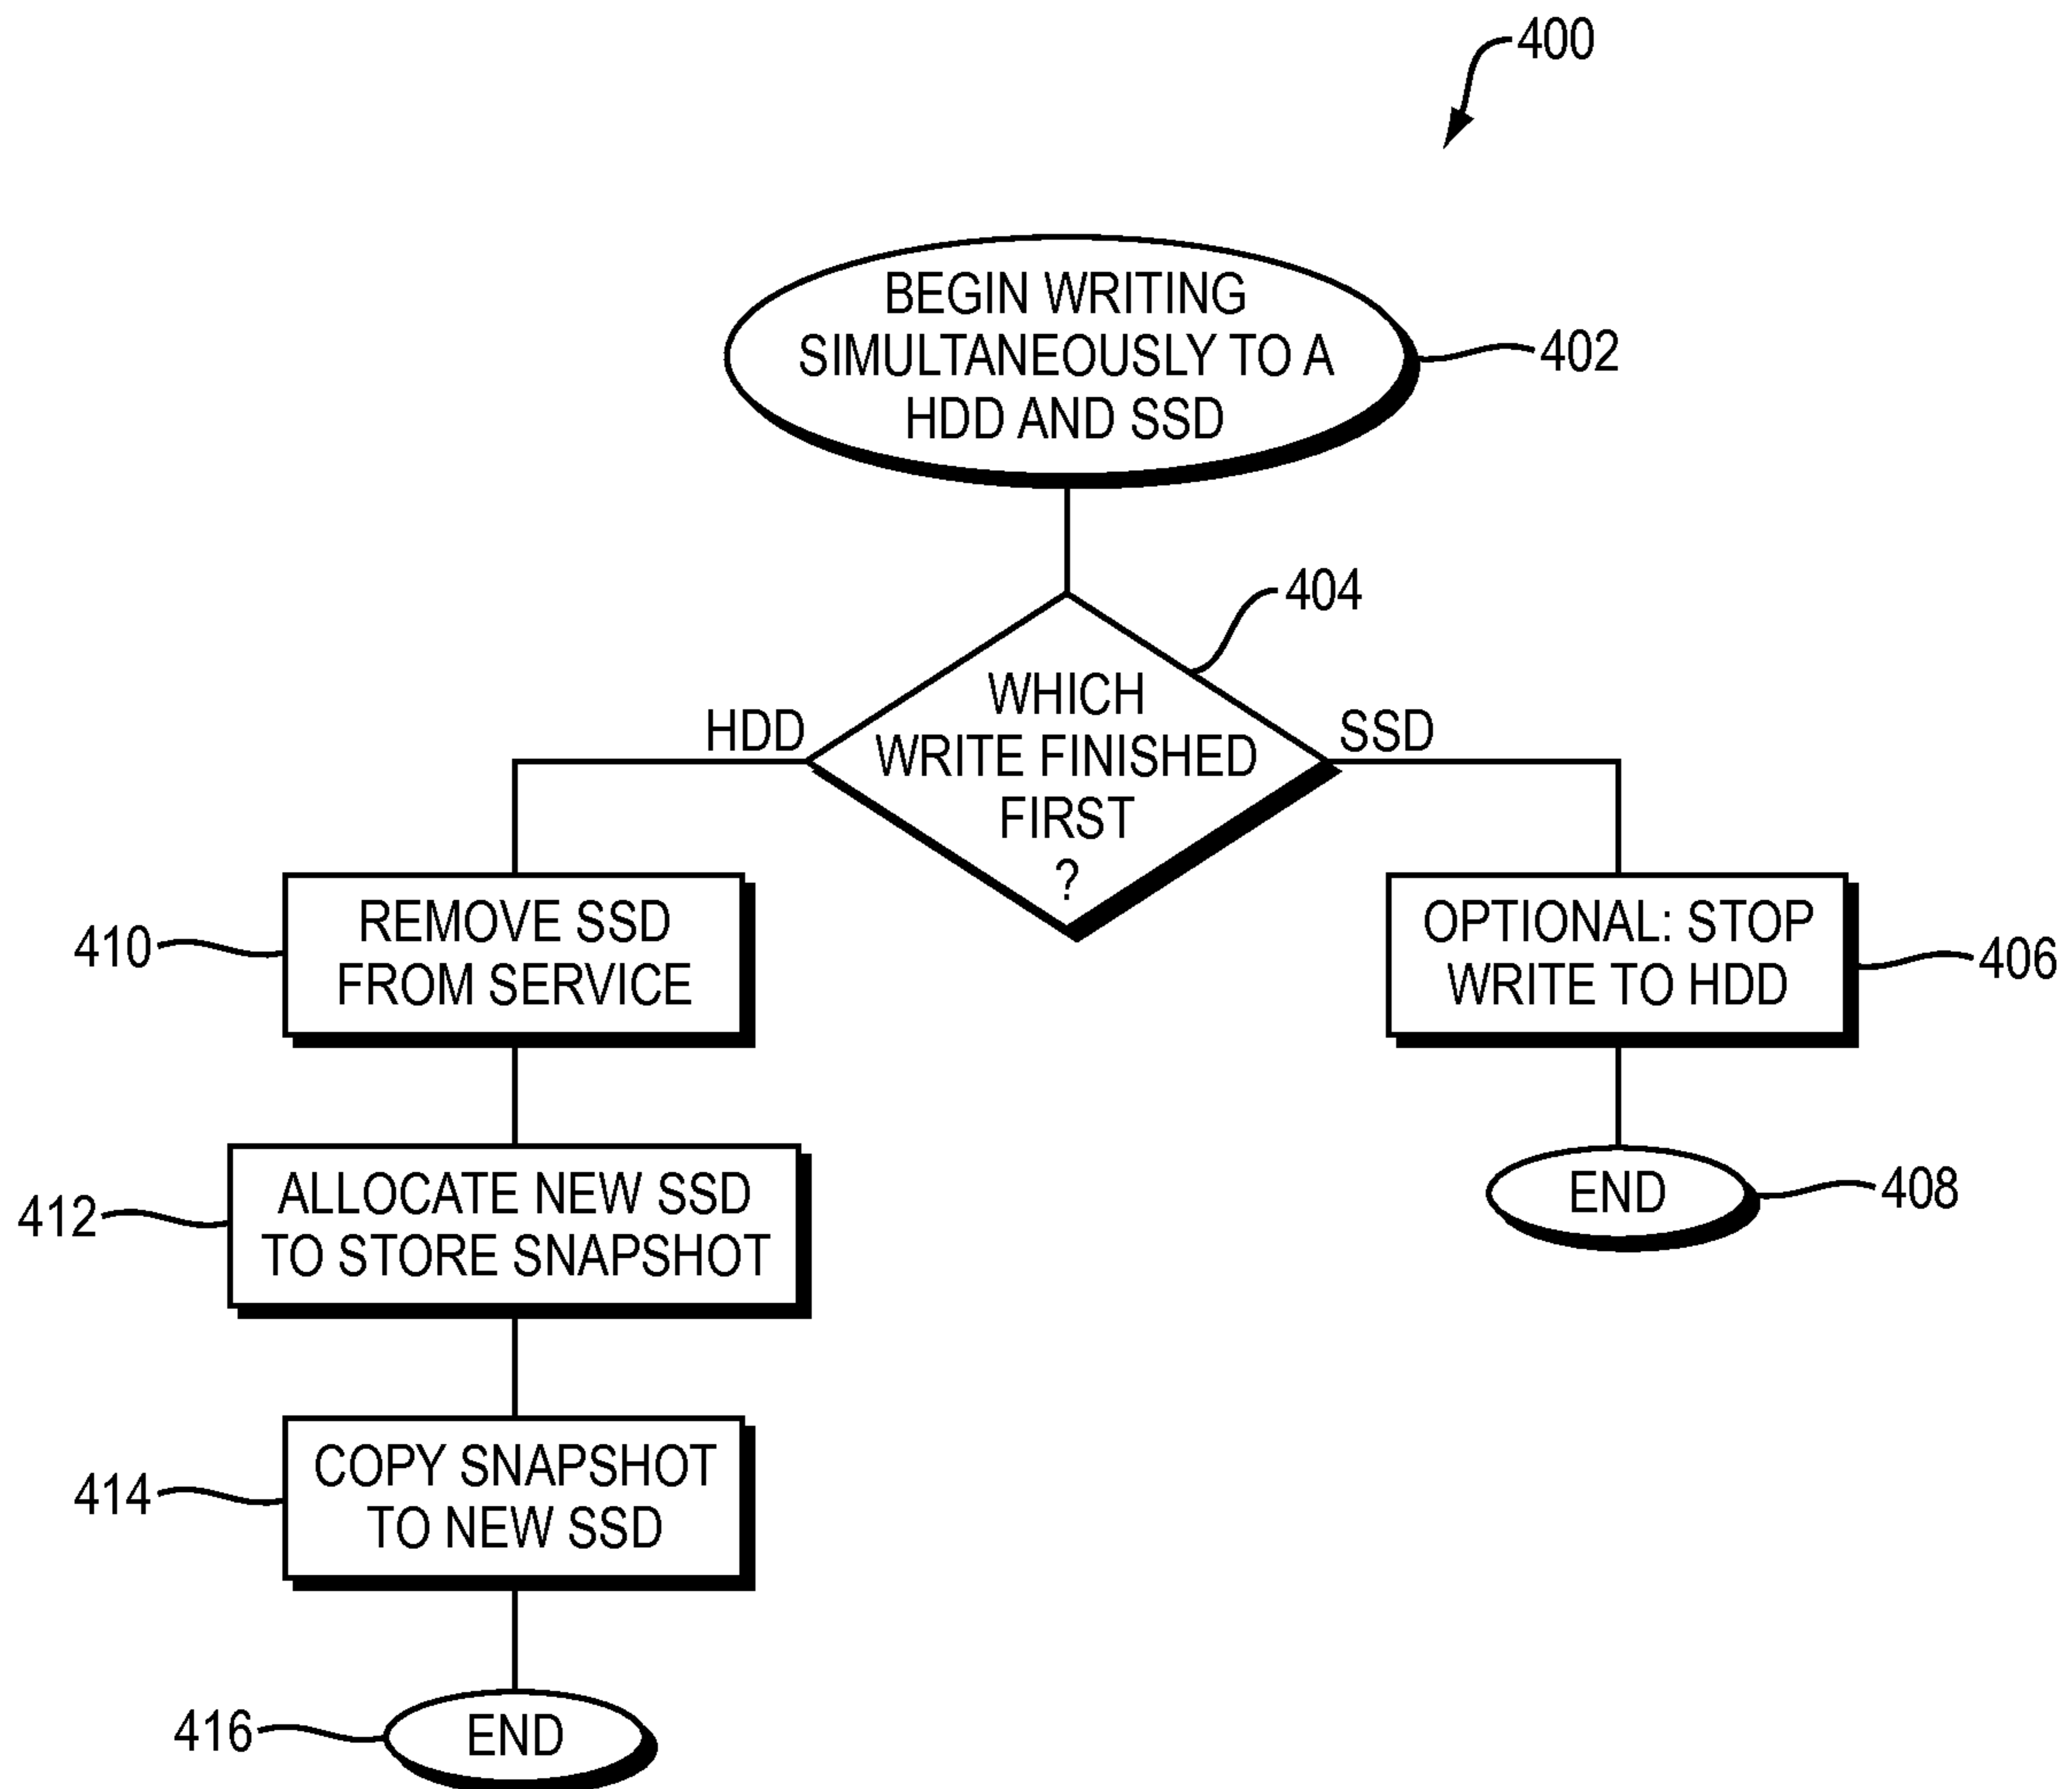 400
BEGIN WRITING
SIMULTANEOUSLY TO A
HDD AND SSD
402
404
WHICH
WRITE FINISHED
FIRST
?
HDD
SSD
REMOVE SSD
FROM SERVICE
410
OPTIONAL: STOP
WRITE TO HDD
406
ALLOCATE NEW SSD
TO STORE SNAPSHOT
412
END
408
COPY SNAPSHOT
TO NEW SSD
414
END
416